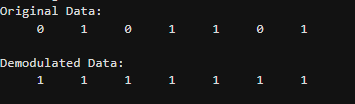 Original Data:
0 1 0 1 1 0 1
Demodulated Data:
1 1 1 1 1 1 1